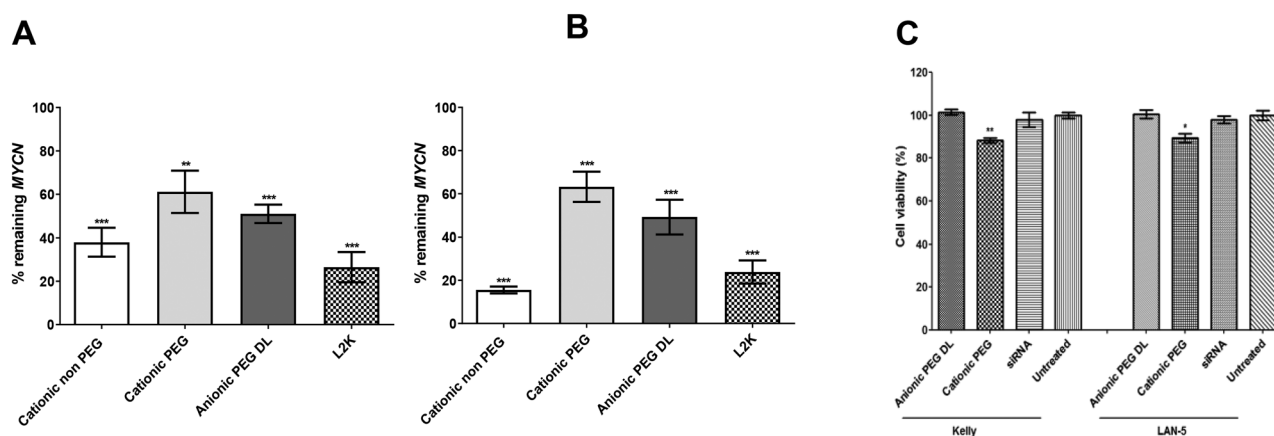 A
% remaining MYCN
100
80
60
40
20
0
***
**
***
***
Cationic non PEG
Cationic PEG
Anionic PEG DL
L2K
B
% remaining MYCN
100
80
60
40
20
0
***
***
***
***
Cationic non PEG
Cationic PEG
Anionic PEG DL
L2K
C
Cell viability (%)
120
100
80
60
40
20
0
**
*
Anionic PEG DL
Cationic PEG
siRNA
Untreated
Anionic PEG DL
Cationic PEG
siRNA
Untreated
Kelly
LAN-5